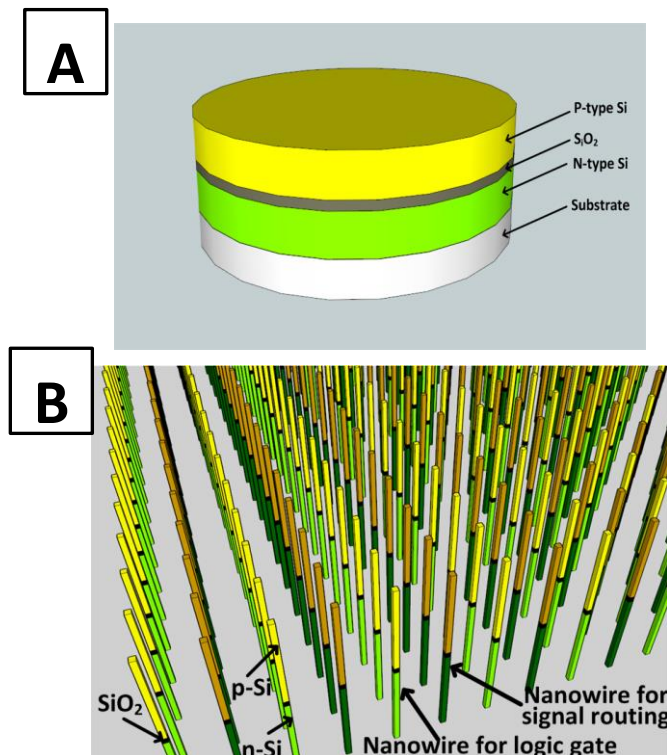 A
P-type Si
SiO₂
N-type Si
Substrate
B
p-Si
SiO₂
n-Si
Nanowire for
signal routing
Nanowire for logic gate